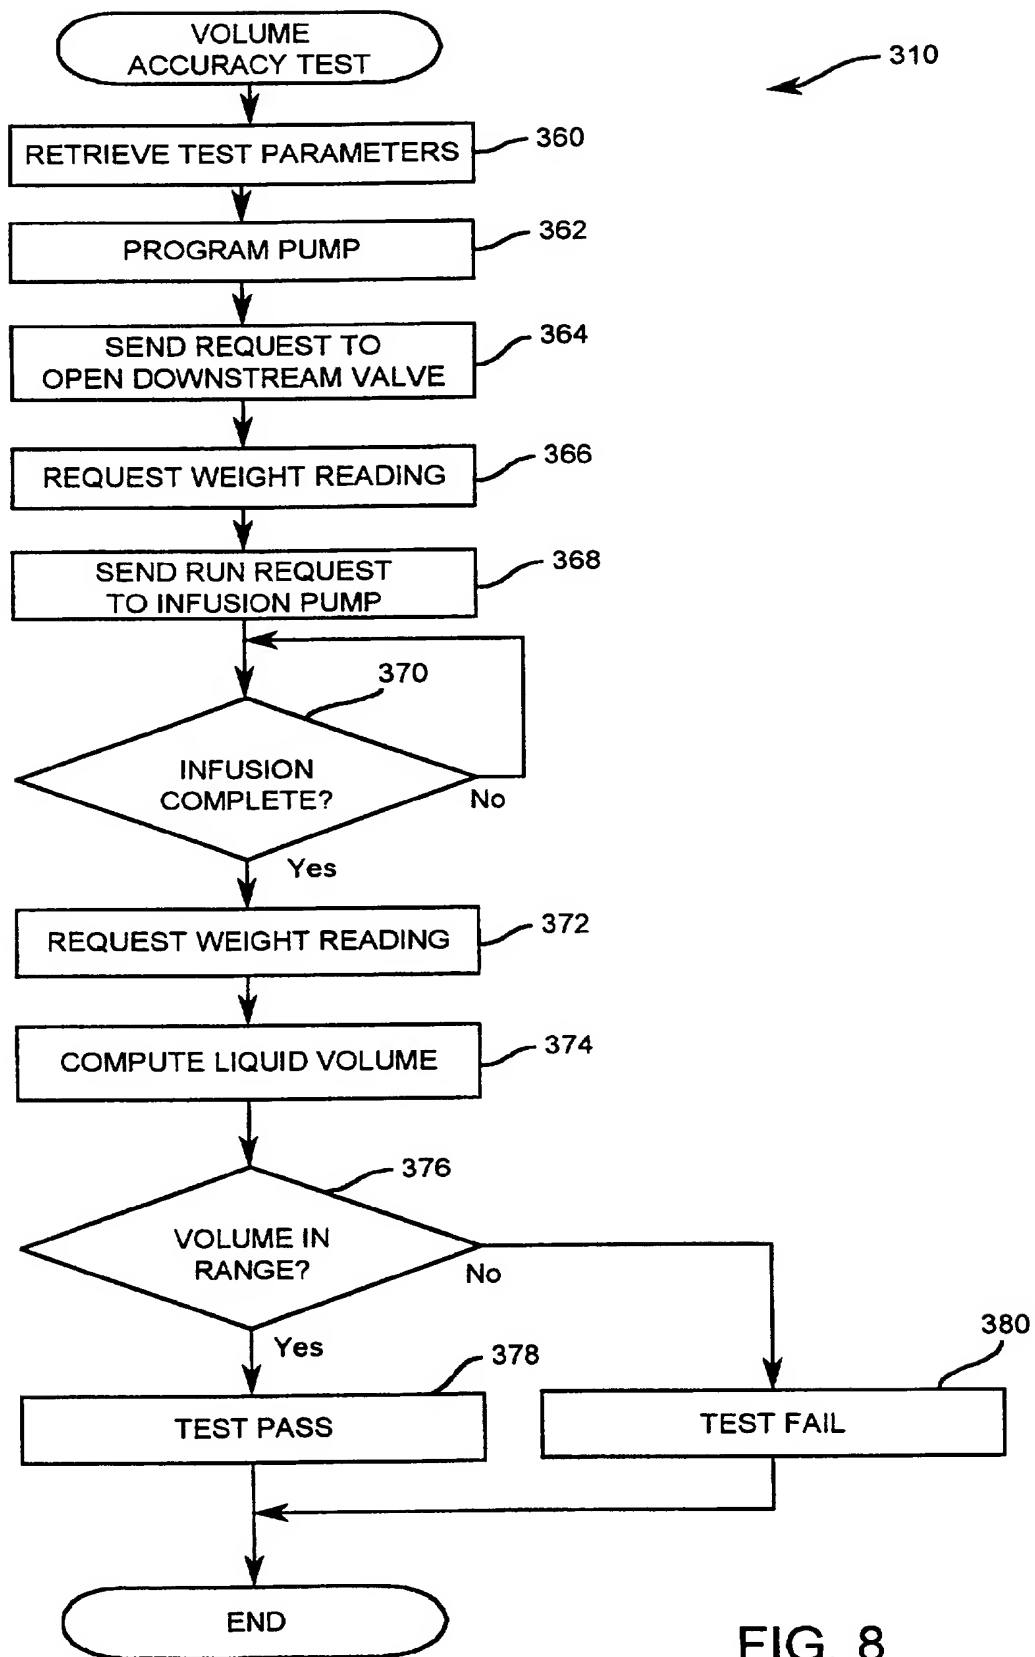 VOLUME
ACCURACY TEST
310
RETRIEVE TEST PARAMETERS
360
PROGRAM PUMP
362
SEND REQUEST TO
OPEN DOWNSTREAM VALVE
364
REQUEST WEIGHT READING
366
SEND RUN REQUEST
TO INFUSION PUMP
368
370
INFUSION
COMPLETE?
No
Yes
REQUEST WEIGHT READING
372
COMPUTE LIQUID VOLUME
374
376
VOLUME IN
RANGE?
No
Yes
378
380
TEST PASS
TEST FAIL
END
FIG. 8